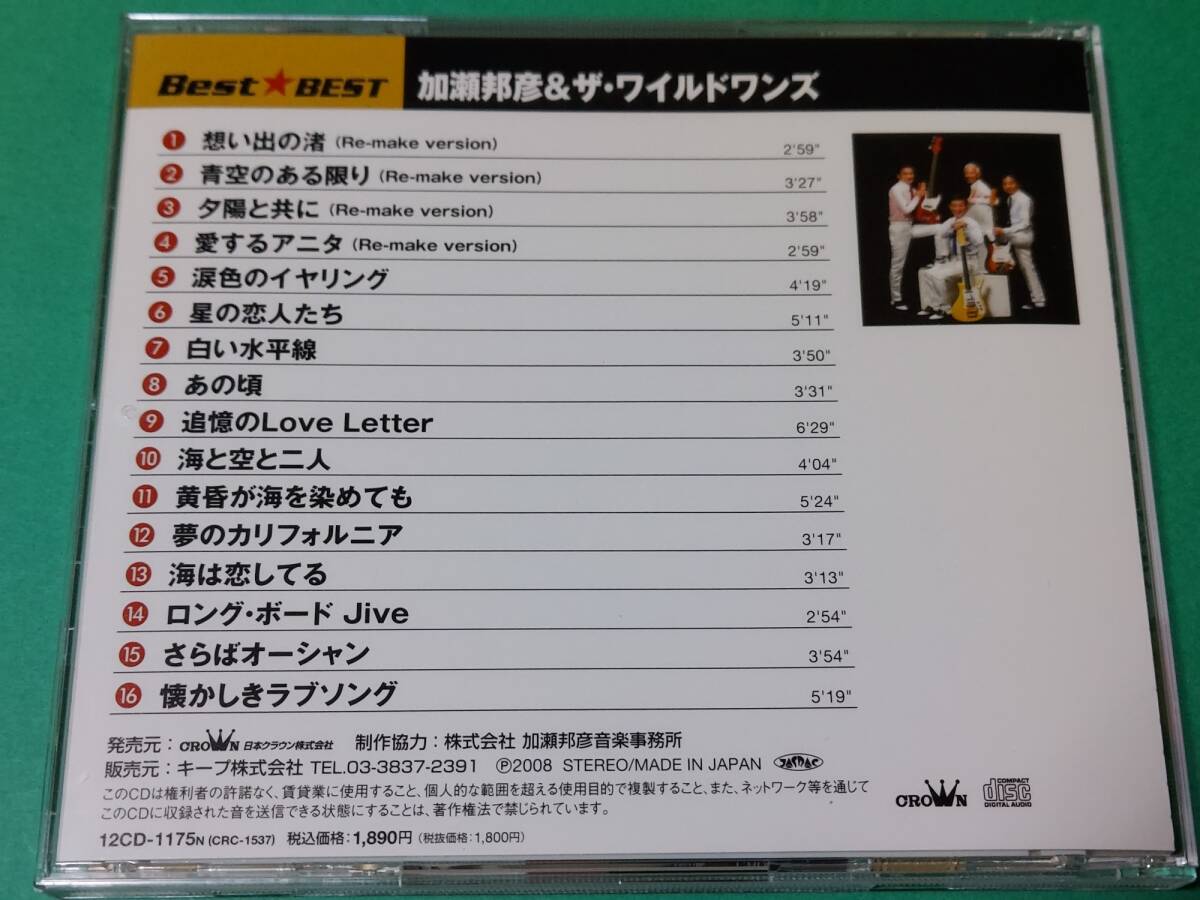 Best★BEST 加瀬邦彦&ザ・ワイルドワンズ
1 想い出の渚 (Re-make version) 2'59"
2 青空のある限り (Re-make version) 3'27"
3 夕陽と共に (Re-make version) 3'58"
4 愛するアニタ (Re-make version) 2'59"
5 涙色のイヤリング 4'19"
6 星の恋人たち 5'11"
7 白い水平線 3'50"
8 あの頃 3'31"
9 追憶のLove Letter 6'29"
10 海と空と二人 4'04"
11 黄昏が海を染めても 5'24"
12 夢のカリフォルニア 3'17"
13 海は恋してる 3'13"
14 ロング・ボード Jive 2'54"
15 さらばオーシャン 3'54"
16 懐かしきラブソング 5'19"
発売元：CROWN 日本クラウン株式会社 制作協力：株式会社 加瀬邦彦音楽事務所
販売元：キープ株式会社 TEL.03-3837-2391 ℗2008 STEREO/MADE IN JAPAN JASRAC
このCDは権利者の許諾なく、賃貸業に使用すること、個人的な範囲を超える使用目的で複製すること、また、ネットワーク等を通じて
このCDに収録された音を送信できる状態にすることは、著作権法で禁じられています。
CROWN COMPACT disc DIGITAL AUDIO
12CD-1175N (CRC-1537) 税込価格：1,890円 (税抜価格：1,800円)